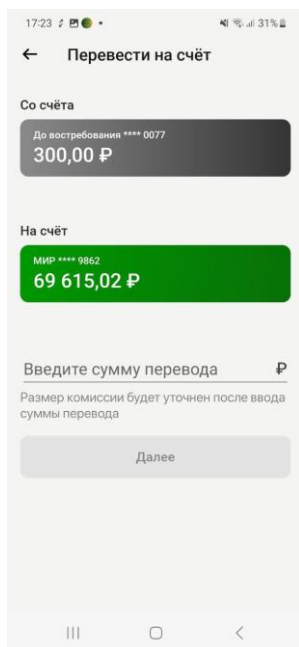 17:23 31%
Перевести на счёт
Со счёта
До востребования **** 0077
300,00 ₽
На счёт
МИР **** 9862
69 615,02 ₽
Введите сумму перевода ₽
Размер комиссии будет уточнен после ввода
суммы перевода
Далее